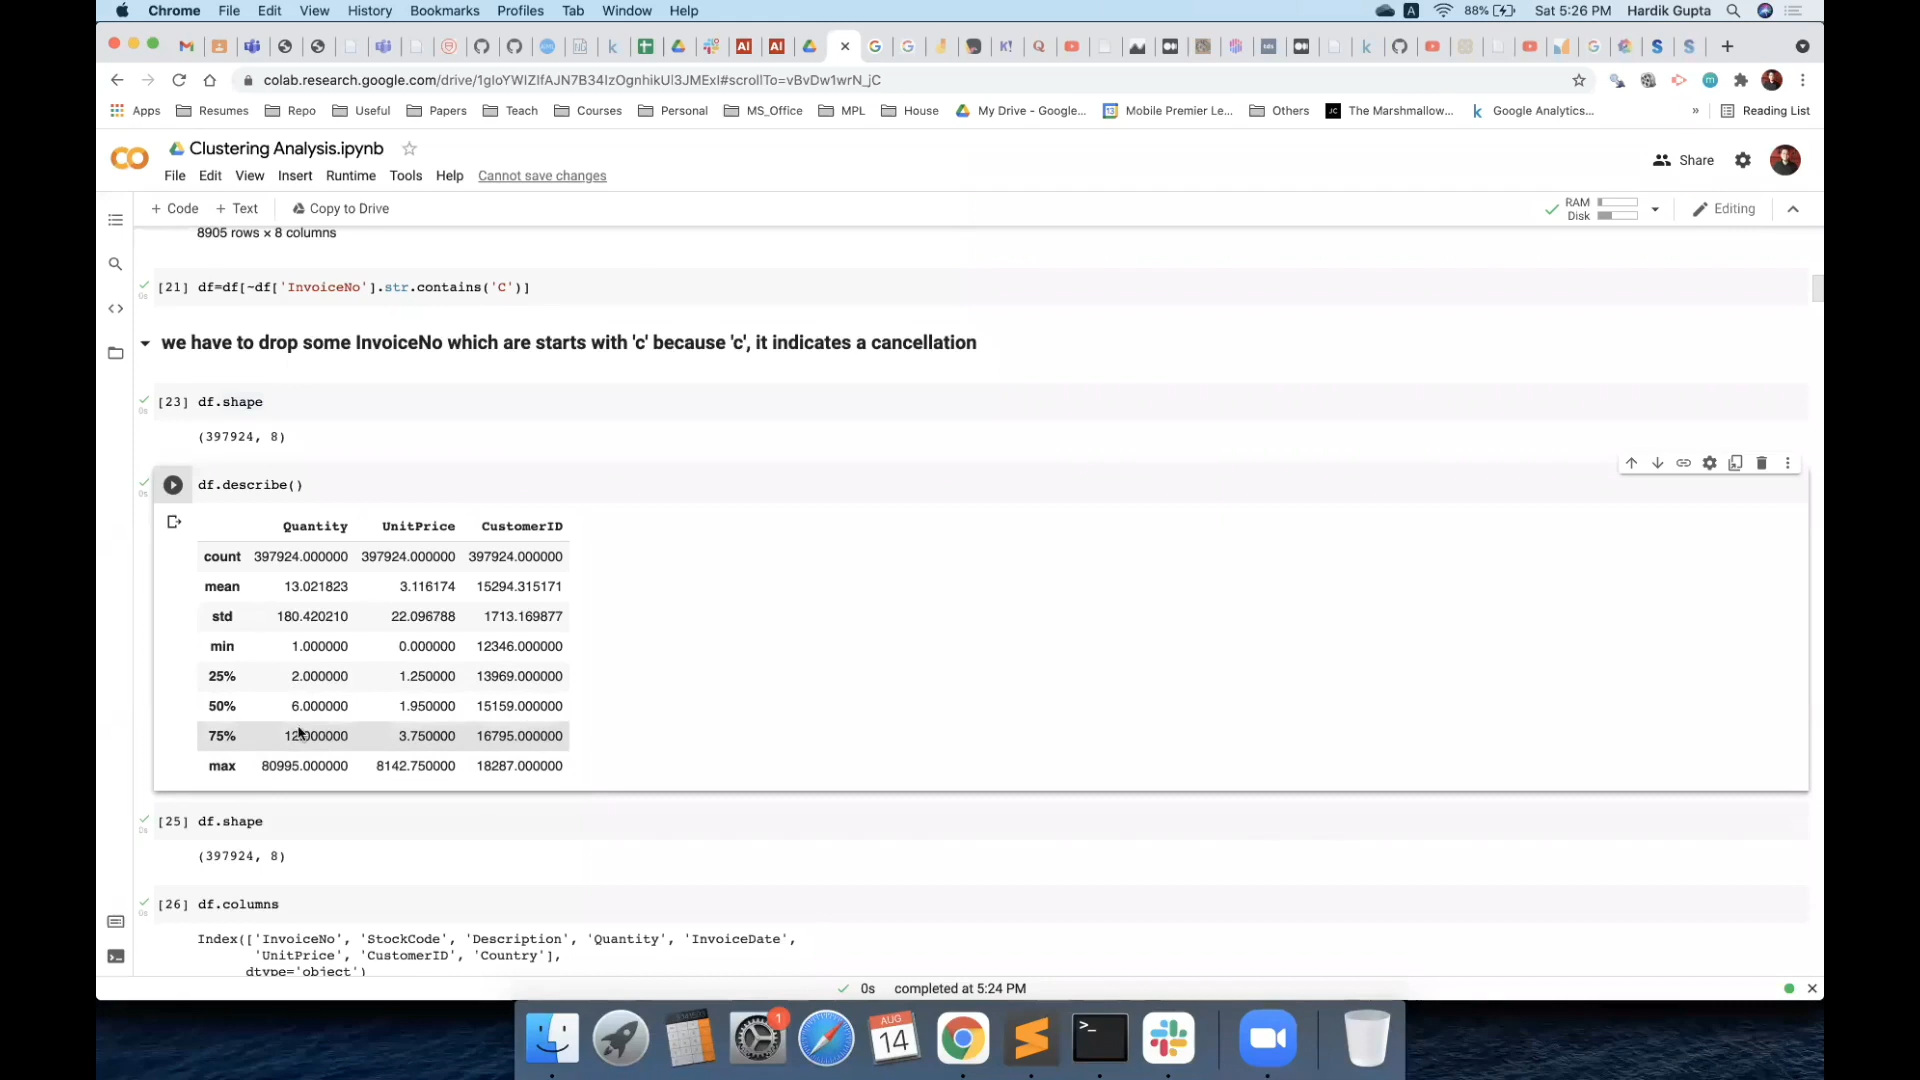 Chrome File Edit View History Bookmarks Profiles Tab Window Help
A 88% Sat 5:26 PM Hardik Gupta
colab.research.google.com/drive/1gIoYWIZIfAJN7B34IzOgnhikUl3JMExI#scrollTo=vBvDw1wrN_jC
Apps Resumes Repo Useful Papers Teach Courses Personal MS_Office MPL House My Drive - Google... Mobile Premier Le... Others The Marshmallow... Google Analytics... » Reading List
Clustering Analysis.ipynb
File Edit View Insert Runtime Tools Help Cannot save changes
Share
+ Code + Text Copy to Drive
RAM
Disk
Editing
8905 rows × 8 columns
[21] df=df[~df['InvoiceNo'].str.contains('C')]
we have to drop some InvoiceNo which are starts with 'c' because 'c', it indicates a cancellation
[23] df.shape
(397924, 8)
df.describe()
Quantity UnitPrice CustomerID
count 397924.000000 397924.000000 397924.000000
mean 13.021823 3.116174 15294.315171
std 180.420210 22.096788 1713.169877
min 1.000000 0.000000 12346.000000
25% 2.000000 1.250000 13969.000000
50% 6.000000 1.950000 15159.000000
75% 12.000000 3.750000 16795.000000
max 80995.000000 8142.750000 18287.000000
[25] df.shape
(397924, 8)
[26] df.columns
Index(['InvoiceNo', 'StockCode', 'Description', 'Quantity', 'InvoiceDate',
'UnitPrice', 'CustomerID', 'Country'],
dtype='object')
0s completed at 5:24 PM
1
AUG
14